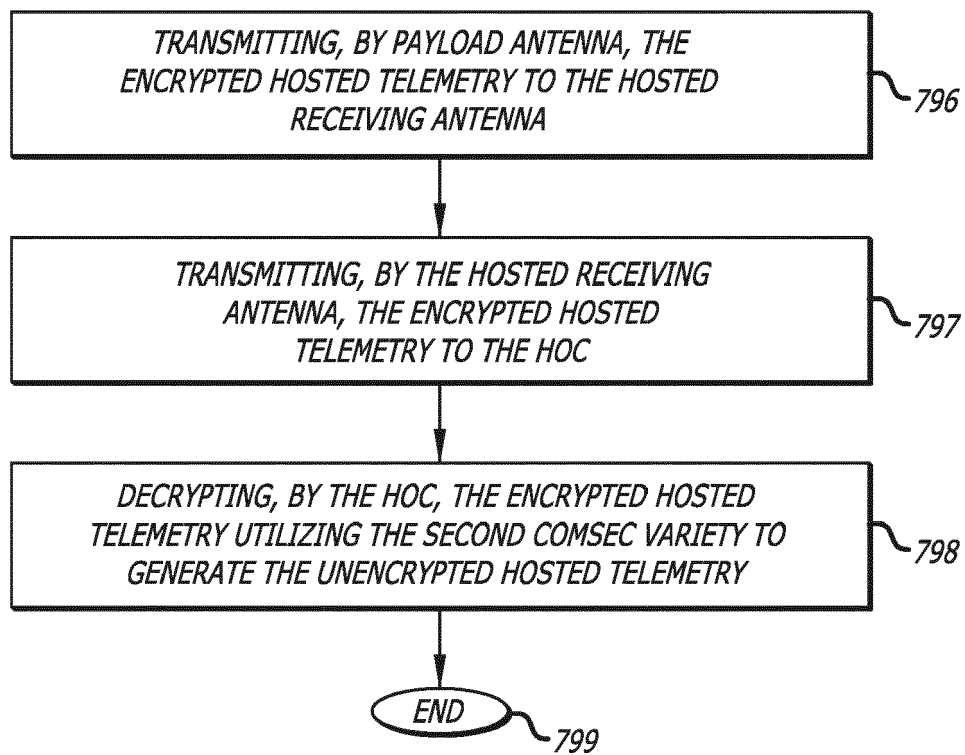 TRANSMITTING, BY PAYLOAD ANTENNA, THE
ENCRYPTED HOSTED TELEMETRY TO THE HOSTED
RECEIVING ANTENNA
796
TRANSMITTING, BY THE HOSTED RECEIVING
ANTENNA, THE ENCRYPTED HOSTED
TELEMETRY TO THE HOC
797
DECRYPTING, BY THE HOC, THE ENCRYPTED HOSTED
TELEMETRY UTILIZING THE SECOND COMSEC VARIETY TO
GENERATE THE UNENCRYPTED HOSTED TELEMETRY
798
END
799